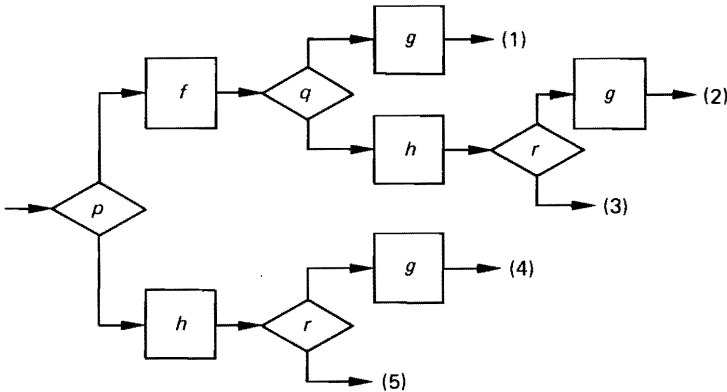 g (1)
f q g (2)
h r
p (3)
g (4)
h r
(5)